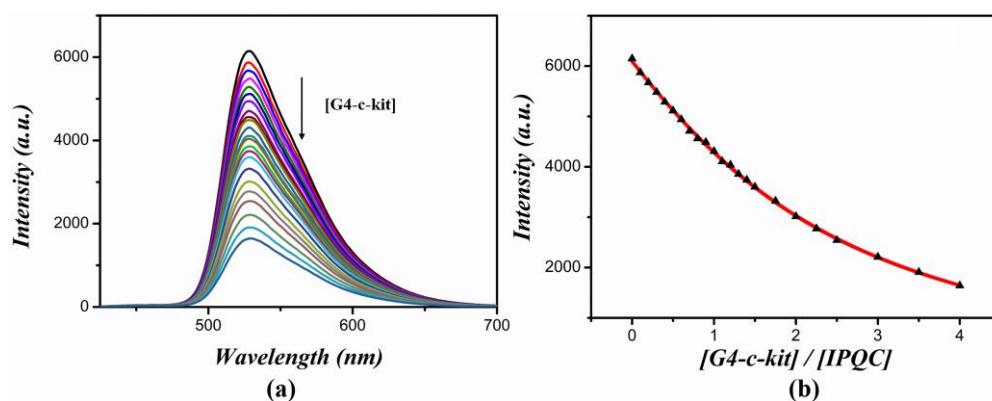 6000
4000
2000
0
500
600
700
Intensity (a.u.)
[G4-c-kit]
Wavelength (nm)
(a)
6000
4000
2000
0
1
2
3
4
Intensity (a.u.)
[G4-c-kit] / [IPQC]
(b)